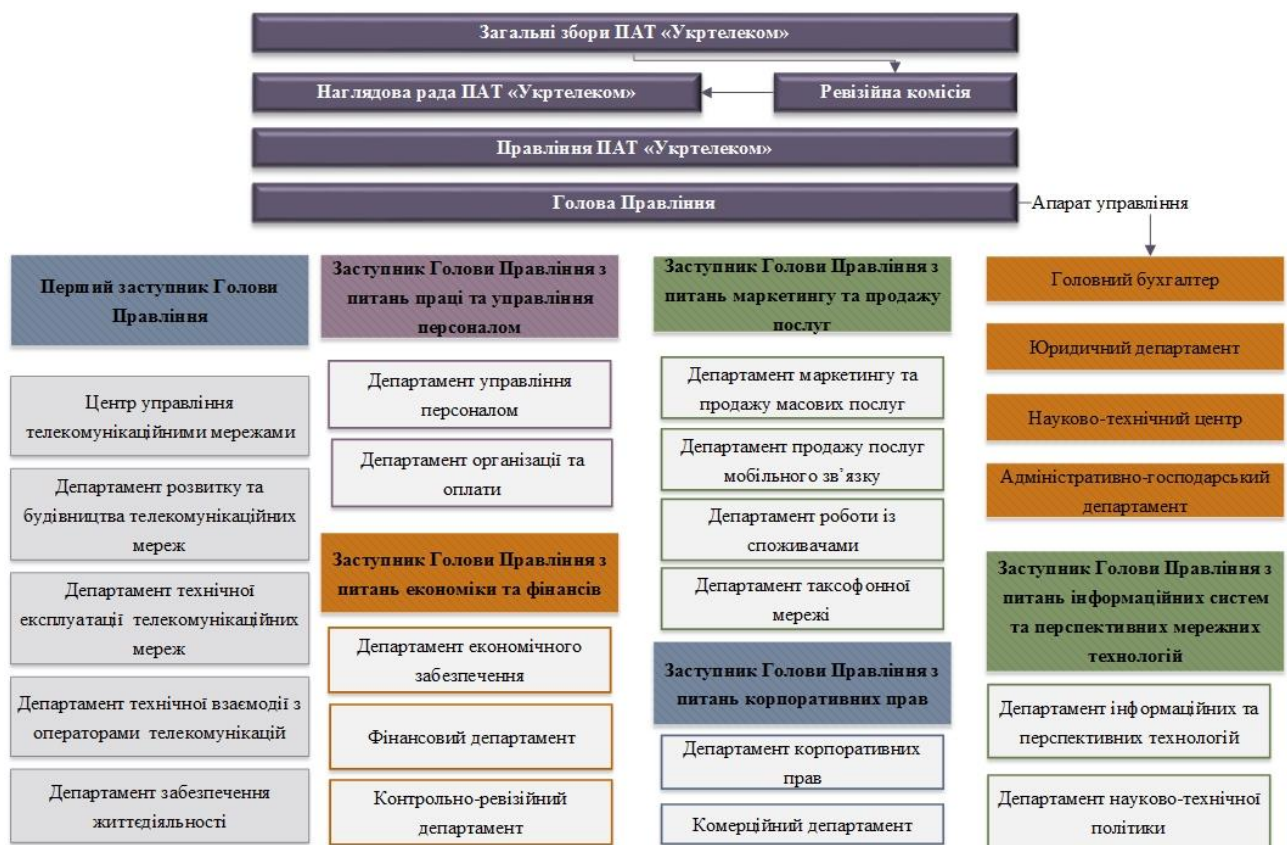 Загальні збори ПАТ «Укртелеком»
Наглядова рада ПАТ «Укртелеком»
Ревізійна комісія
Правління ПАТ «Укртелеком»
Голова Правління
Апарат управління
Перший заступник Голови
Правління
Центр управління
телекомунікаційними мережами
Департамент розвитку та
будівництва телекомунікаційних
мереж
Департамент технічної
експлуатації телекомунікаційних
мереж
Департамент технічної взаємодії з
операторами телекомунікацій
Департамент забезпечення
життєдіяльності
Заступник Голови Правління з
питань праці та управління
персоналом
Департамент управління
персоналом
Департамент організації та
оплати
Заступник Голови Правління з
питань економіки та фінансів
Департамент економічного
забезпечення
Фінансовий департамент
Контрольно-ревізійний
департамент
Заступник Голови Правління з
питань маркетингу та продажу
послуг
Департамент маркетингу та
продажу масових послуг
Департамент продажу послуг
мобільного зв’язку
Департамент роботи із
споживачами
Департамент таксофонної
мережі
Заступник Голови Правління з
питань корпоративних прав
Департамент корпоративних
прав
Комерційний департамент
Головний бухгалтер
Юридичний департамент
Науково-технічний центр
Адміністративно-господарський
департамент
Заступник Голови Правління з
питань інформаційних систем
та перспективних мережних
технологій
Департамент інформаційних та
перспективних технологій
Департамент науково-технічної
політики